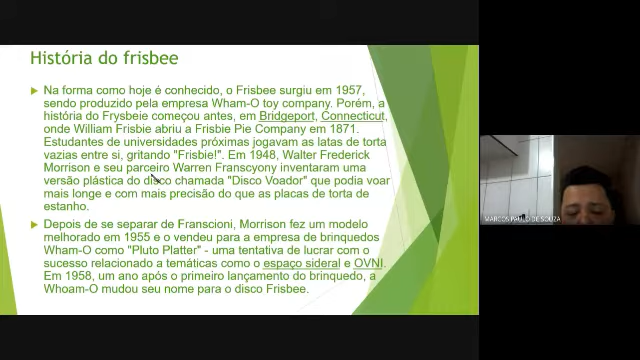 História do frisbee
Na forma como hoje é conhecido, o Frisbee surgiu em 1957,
sendo produzido pela empresa Wham-O toy company. Porém, a
história do Frysbeie começou antes, em Bridgeport, Connecticut,
onde William Frisbie abriu a Frisbie Pie Company em 1871.
Estudantes de universidades próximas jogavam as latas de torta
vazias entre si, gritando "Frisbie!". Em 1948, Walter Frederick
Morrison e seu parceiro Warren Franscyony inventaram uma
versão plástica do disco chamada "Disco Voador" que podia voar
mais longe e com mais precisão do que as placas de torta de
estanho.
Depois de se separar de Franscioni, Morrison fez um modelo
melhorado em 1955 e o vendeu para a empresa de brinquedos
Wham-O como "Pluto Platter" - uma tentativa de lucrar com o
sucesso relacionado a temáticas como o espaço sideral e OVNI.
Em 1958, um ano após o primeiro lançamento do brinquedo, a
Whoam-O mudou seu nome para o disco Frisbee.
MARCOS PAULO DE SOUZA